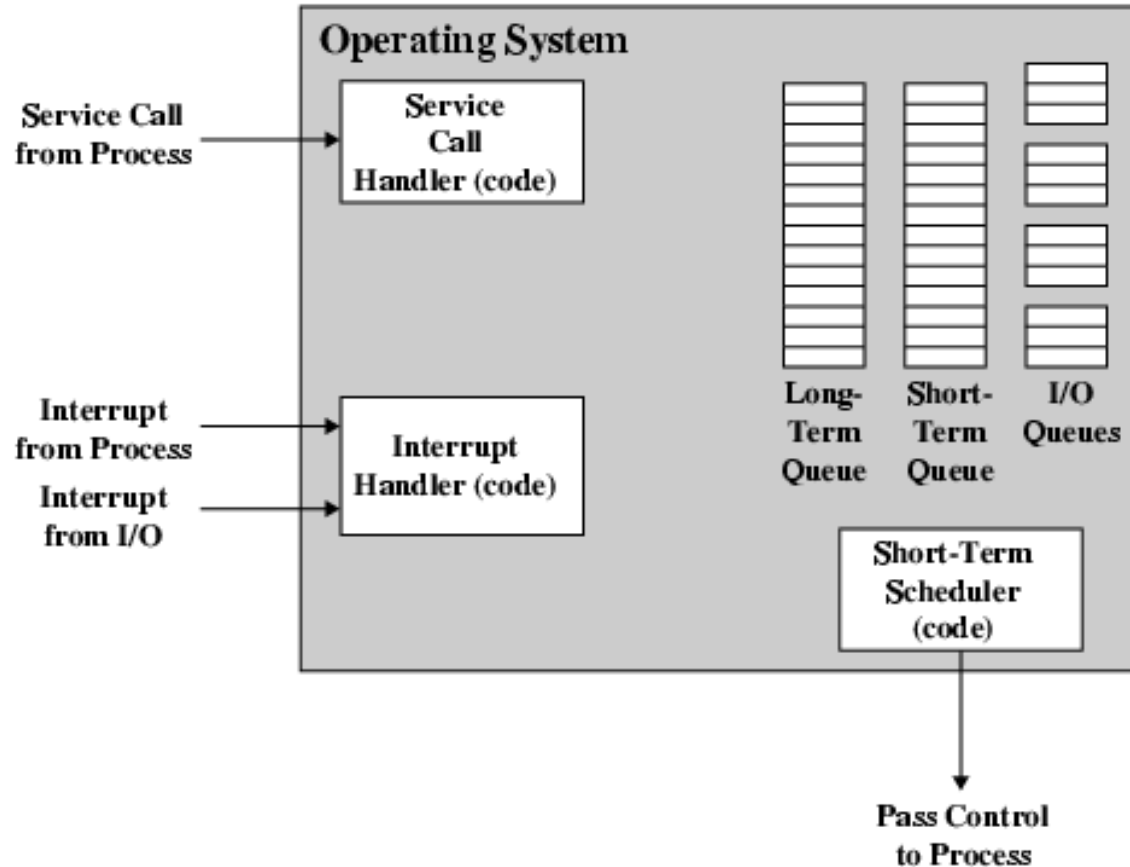 Operating System
Service Call
from Process
Service
Call
Handler (code)
Interrupt
from Process
Interrupt
from I/O
Interrupt
Handler (code)
Long-
Term
Queue
Short-
Term
Queue
I/O
Queues
Short-Term
Scheduler
(code)
Pass Control
to Process